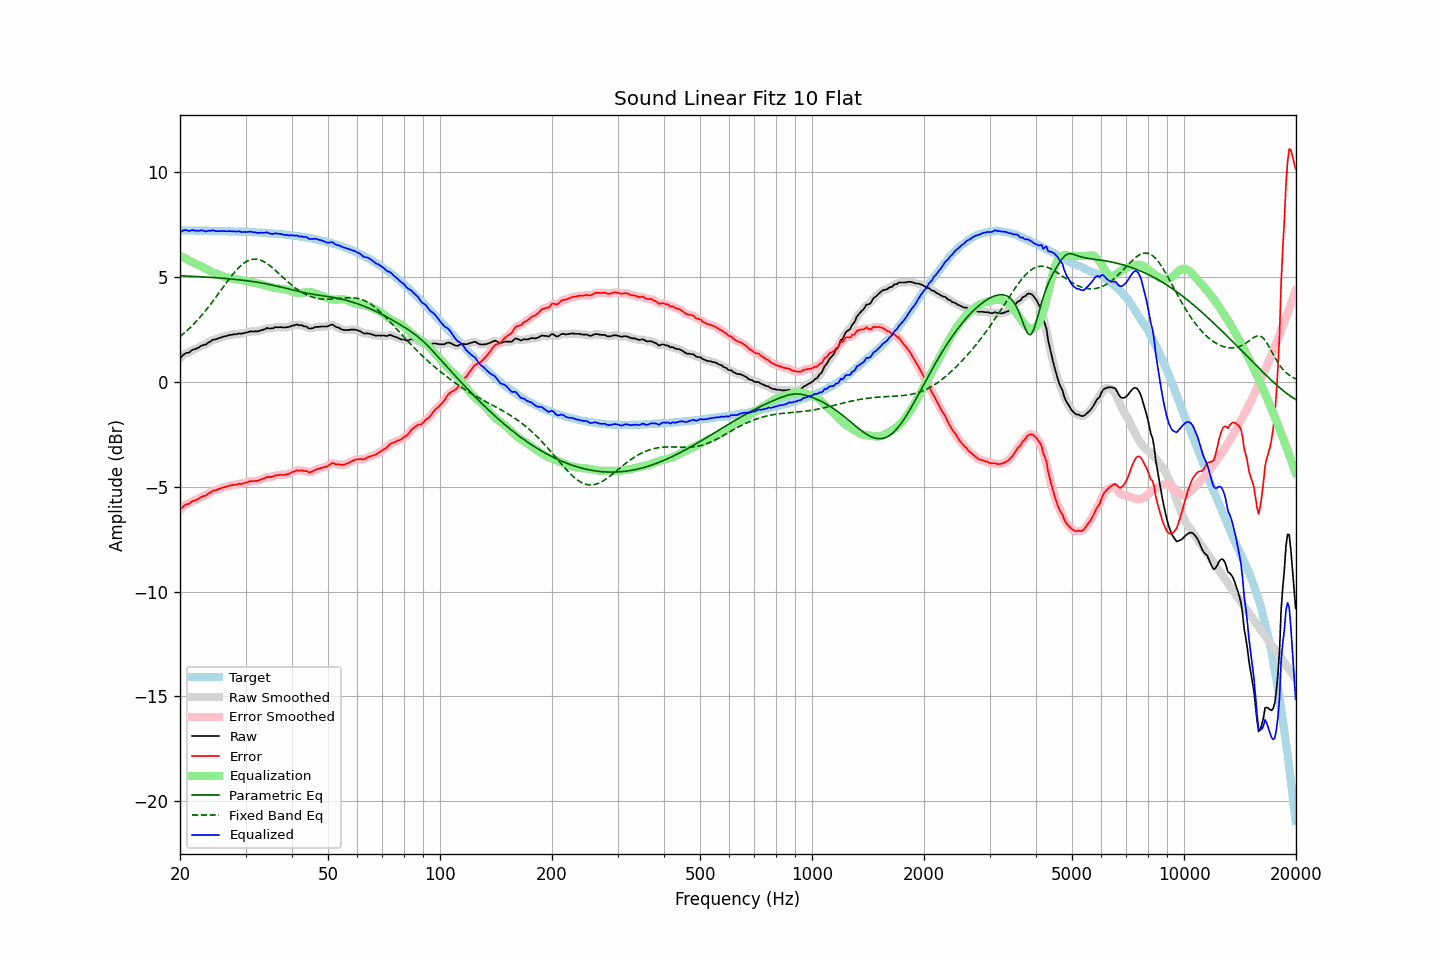 Sound Linear Fitz 10 Flat
Amplitude (dBr)
10
5
0
−5
−10
−15
−20
Target
Raw Smoothed
Error Smoothed
Raw
Error
Equalization
Parametric Eq
Fixed Band Eq
Equalized
20 50 100 200 500 1000 2000 5000 10000 20000
Frequency (Hz)